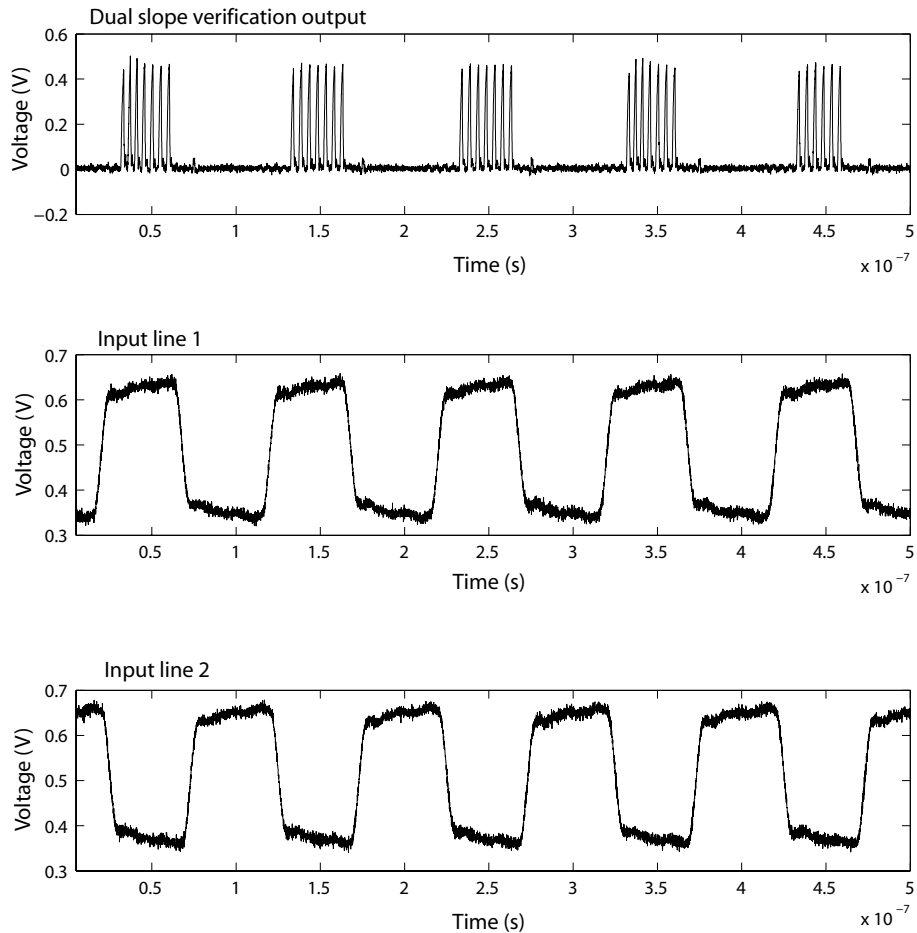 Dual slope verification output
0.6
0.4
0.2
0
−0.2
Voltage (V)
0.5 1 1.5 2 2.5 3 3.5 4 4.5 5
Time (s)
x 10 −7
Input line 1
0.7
0.6
0.5
0.4
0.3
Voltage (V)
0.5 1 1.5 2 2.5 3 3.5 4 4.5 5
Time (s)
x 10 −7
Input line 2
0.7
0.6
0.5
0.4
0.3
Voltage (V)
0.5 1 1.5 2 2.5 3 3.5 4 4.5 5
Time (s)
x 10 −7